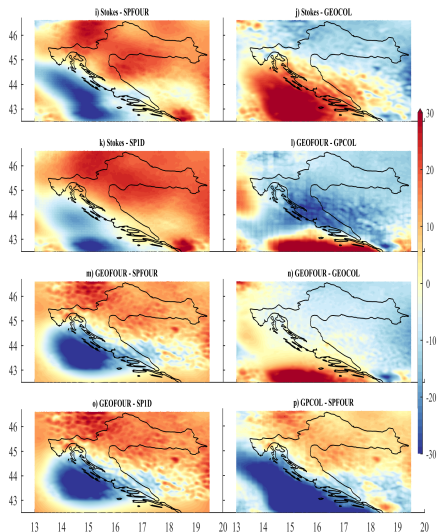 i) Stokes - SPFOUR
j) Stokes - GEOCOL
46
45
44
43
k) Stokes - SP1D
l) GEOFOUR - GPCOL
46
45
44
43
m) GEOFOUR - SPFOUR
n) GEOFOUR - GEOCOL
46
45
44
43
o) GEOFOUR - SP1D
p) GPCOL - SPFOUR
46
45
44
43
13 14 15 16 17 18 19 20 13 14 15 16 17 18 19 20
30
20
10
0
-10
-20
-30